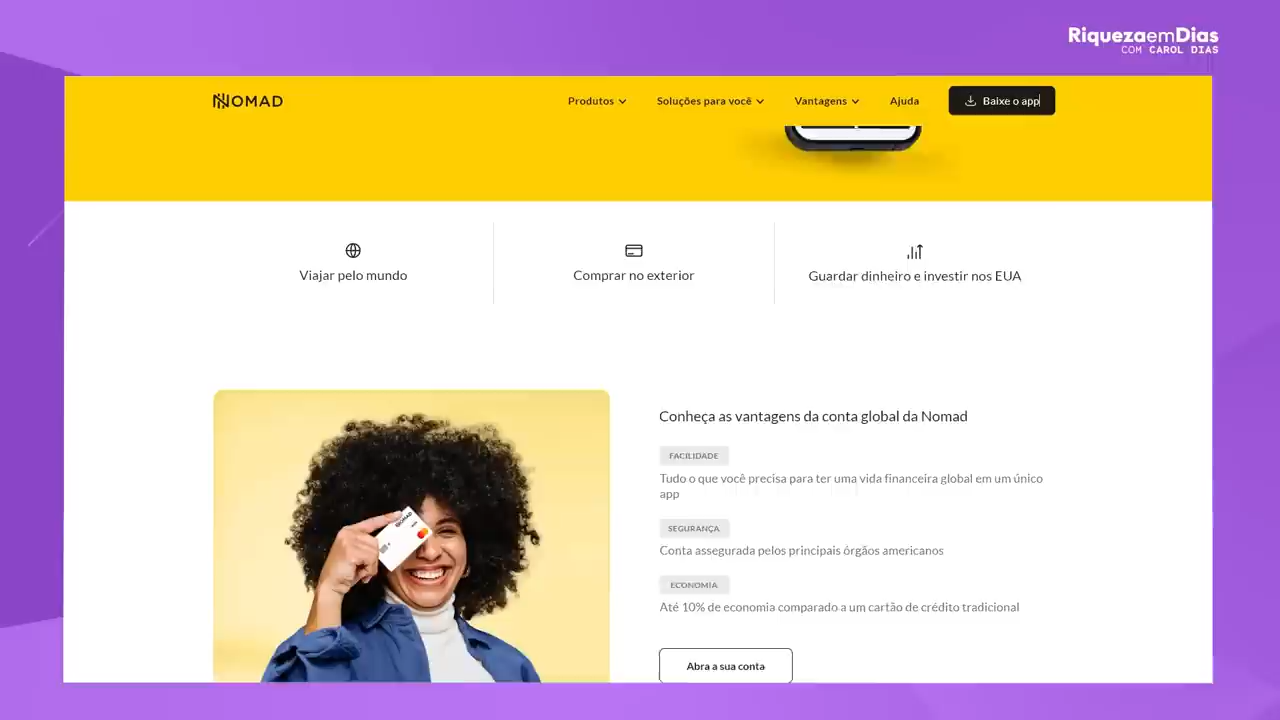 RiquezaemDias
COM CAROL DIAS
NOMAD
Produtos
Soluções para você
Vantagens
Ajuda
Baixe o app
Viajar pelo mundo
Comprar no exterior
Guardar dinheiro e investir nos EUA
Conheça as vantagens da conta global da Nomad
FACILIDADE
Tudo o que você precisa para ter uma vida financeira global em um único
app
SEGURANÇA
Conta assegurada pelos principais órgãos americanos
ECONOMIA
Até 10% de economia comparado a um cartão de crédito tradicional
Abra a sua conta
NOMAD